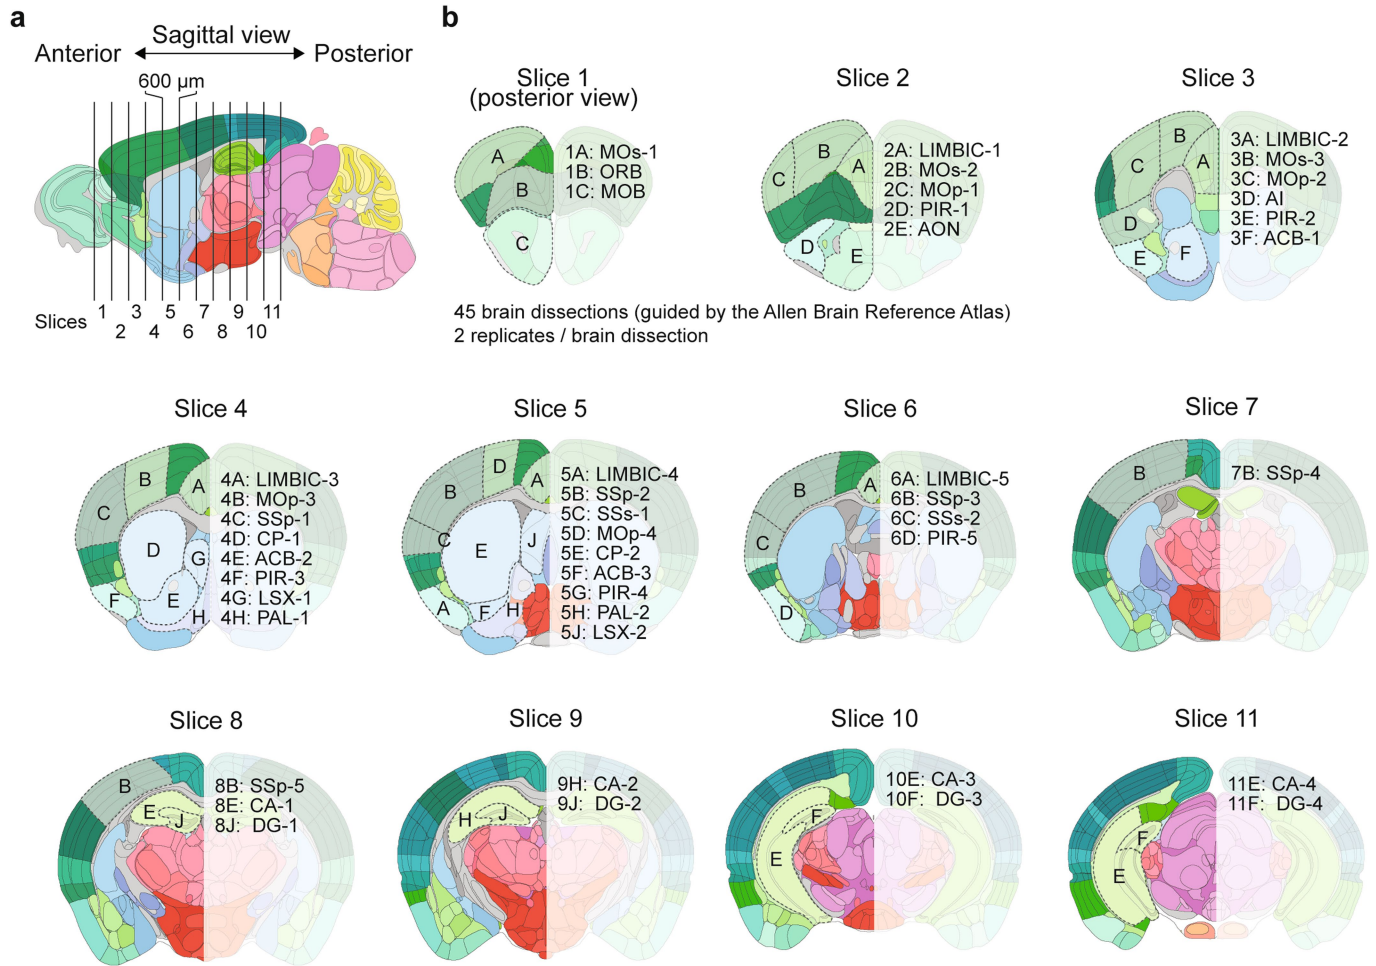 a
Sagittal view
Anterior
Posterior
600 µm
Slices
1
2
3
4
5
6
7
8
9
10
11
b
Slice 1
(posterior view)
A
B
C
1A: MOs-1
1B: ORB
1C: MOB
Slice 2
B
A
C
D
E
2A: LIMBIC-1
2B: MOs-2
2C: MOp-1
2D: PIR-1
2E: AON
Slice 3
B
C
A
D
E
F
3A: LIMBIC-2
3B: MOs-3
3C: MOp-2
3D: AI
3E: PIR-2
3F: ACB-1
45 brain dissections (guided by the Allen Brain Reference Atlas)
2 replicates / brain dissection
Slice 4
B
A
C
D
G
E
F
H
4A: LIMBIC-3
4B: MOp-3
4C: SSp-1
4D: CP-1
4E: ACB-2
4F: PIR-3
4G: LSX-1
4H: PAL-1
Slice 5
D
A
B
C
E
J
A
F
H
5A: LIMBIC-4
5B: SSp-2
5C: SSs-1
5D: MOp-4
5E: CP-2
5F: ACB-3
5G: PIR-4
5H: PAL-2
5J: LSX-2
Slice 6
B
A
C
D
6A: LIMBIC-5
6B: SSp-3
6C: SSs-2
6D: PIR-5
Slice 7
B
7B: SSp-4
Slice 8
B
E
J
8B: SSp-5
8E: CA-1
8J: DG-1
Slice 9
H
J
9H: CA-2
9J: DG-2
Slice 10
F
E
10E: CA-3
10F: DG-3
Slice 11
F
E
11E: CA-4
11F: DG-4